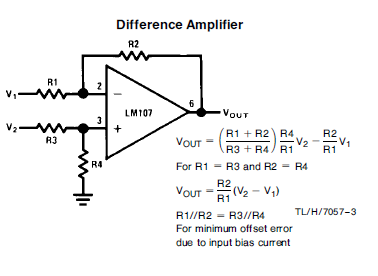 Difference Amplifier
R2
R1
V1
2
−
LM107
6
VOUT
V2
3
+
R3
R4
VOUT = (R1 + R2 / R3 + R4) R4/R1 V2 − R2/R1 V1
For R1 = R3 and R2 = R4
VOUT = R2/R1 (V2 − V1)
R1//R2 = R3//R4
TL/H/7057–3
For minimum offset error
due to input bias current